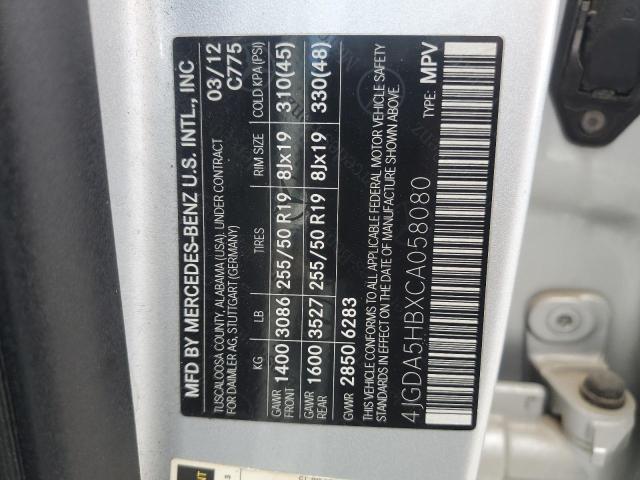 MFD BY MERCEDES-BENZ U.S. INTL., INC 03/12
TUSCALOOSA COUNTY, ALABAMA (USA), UNDER CONTRACT C775
FOR DAIMLER AG, STUTTGART (GERMANY)
KG LB TIRES RIM SIZE COLD KPA (PSI)
GAWR FRONT 1400 3086 255/50 R19 8Jx19 310(45)
GAWR REAR 1600 3527 255/50 R19 8Jx19 330(48)
GVWR 2850 6283
THIS VEHICLE CONFORMS TO ALL APPLICABLE FEDERAL MOTOR VEHICLE SAFETY
STANDARDS IN EFFECT ON THE DATE OF MANUFACTURE SHOWN ABOVE.
4JGDA5HBXCA058080 TYPE: MPV